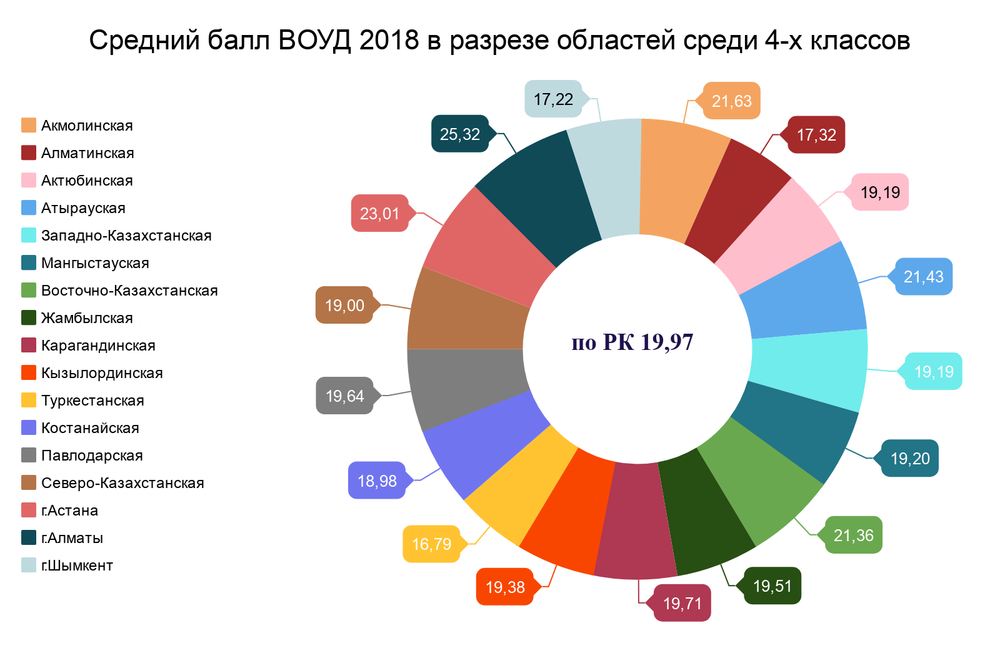 Средний балл ВОУД 2018 в разрезе областей среди 4-х классов
Акмолинская
Алматинская
Актюбинская
Атырауская
Западно-Казахстанская
Мангыстауская
Восточно-Казахстанская
Жамбылская
Карагандинская
Кызылординская
Туркестанская
Костанайская
Павлодарская
Северо-Казахстанская
г.Астана
г.Алматы
г.Шымкент
21,63
17,32
19,19
21,43
19,19
19,20
21,36
19,51
19,71
19,38
16,79
18,98
19,64
19,00
23,01
25,32
17,22
по РК 19,97